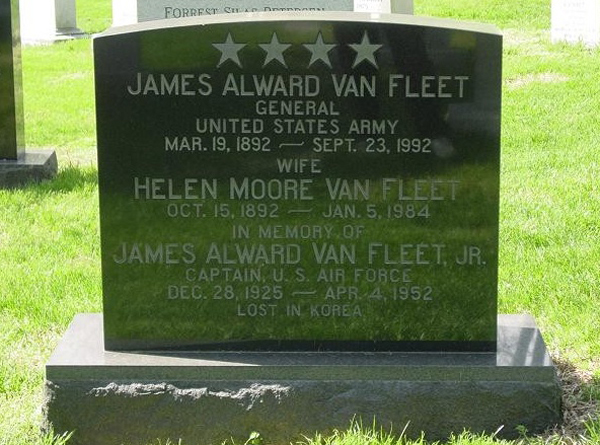 Forrest Silas Petersen
JAMES ALWARD VAN FLEET
GENERAL
UNITED STATES ARMY
MAR. 19, 1892 — SEPT. 23, 1992
WIFE
HELEN MOORE VAN FLEET
OCT. 15, 1892 — JAN. 5, 1984
IN MEMORY OF
JAMES ALWARD VAN FLEET, JR.
CAPTAIN, U. S. AIR FORCE
DEC. 28, 1925 — APR. 4, 1952
LOST IN KOREA